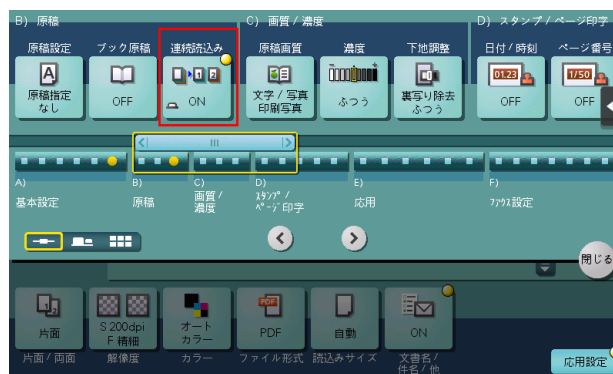 B) 原稿
C) 画質 / 濃度
D) スタンプ / ページ印字
原稿設定
ブック原稿
連続読込み
原稿画質
濃度
下地調整
日付 / 時刻
ページ番号
01.23
1/50
原稿指定
なし
OFF
ON
文字 / 写真
印刷写真
ふつう
裏写り除去
ふつう
OFF
OFF
A)
基本設定
B)
原稿
C)
画質 /
濃度
D)
スタンプ /
ページ印字
E)
応用
F)
ファクス設定
閉じる
片面
S 200dpi
F 精細
オート
カラー
PDF
PDF
自動
ON
片面 / 両面
解像度
カラー
ファイル形式
読込みサイズ
文書名 /
件名 / 他
応用設定